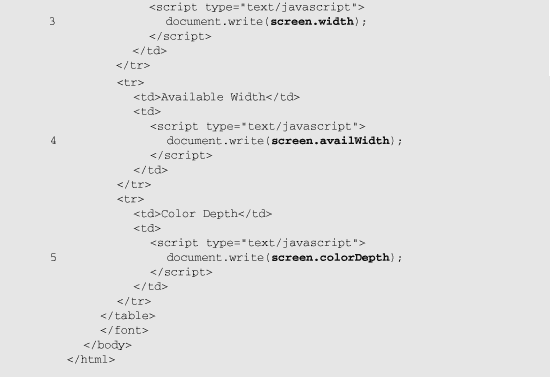 <script type="text/javascript">
3 document.write(screen.width);
</script>
</td>
</tr>
<tr>
<td>Available Width</td>
<td>
<script type="text/javascript">
4 document.write(screen.availWidth);
</script>
</td>
</tr>
<tr>
<td>Color Depth</td>
<td>
<script type="text/javascript">
5 document.write(screen.colorDepth);
</script>
</td>
</tr>
</table>
</font>
</body>
</html>